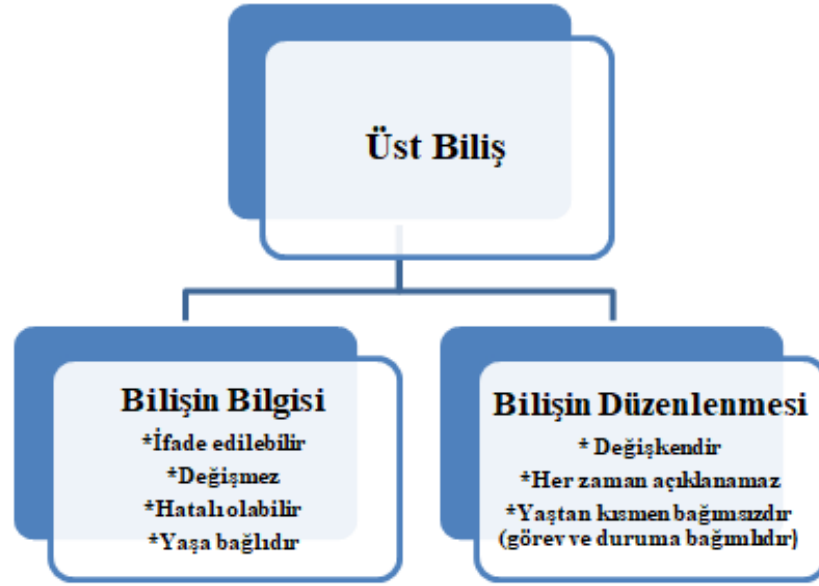 Üst Biliş
Bilişin Bilgisi
*İfade edilebilir
*Değişmez
*Hatalı olabilir
*Yaşa bağlıdır
Bilişin Düzenlenmesi
* Değişkendir
*Her zaman açıklanamaz
*Yaştan kısmen bağımsızdır
(görev ve duruma bağımlıdır)